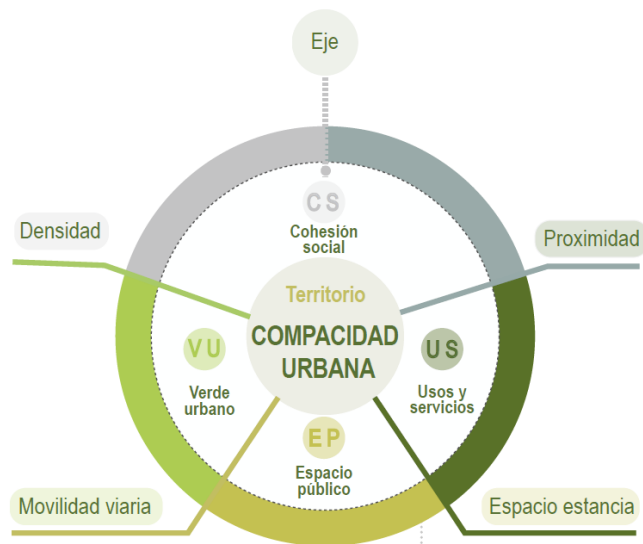 Eje
CS
Cohesión
social
Densidad
Proximidad
Territorio
COMPACIDAD
URBANA
VU
Verde
urbano
US
Usos y
servicios
EP
Espacio
público
Movilidad viaria
Espacio estancia